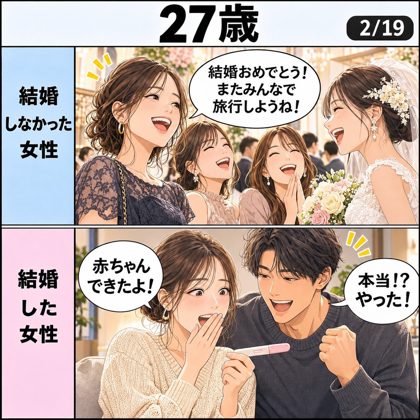 27歳
2/19
結婚
しなかった
女性
結婚おめでとう!
またみんなで
旅行しようね!
結婚
した
女性
赤ちゃん
できたよ!
本当!?
やった!